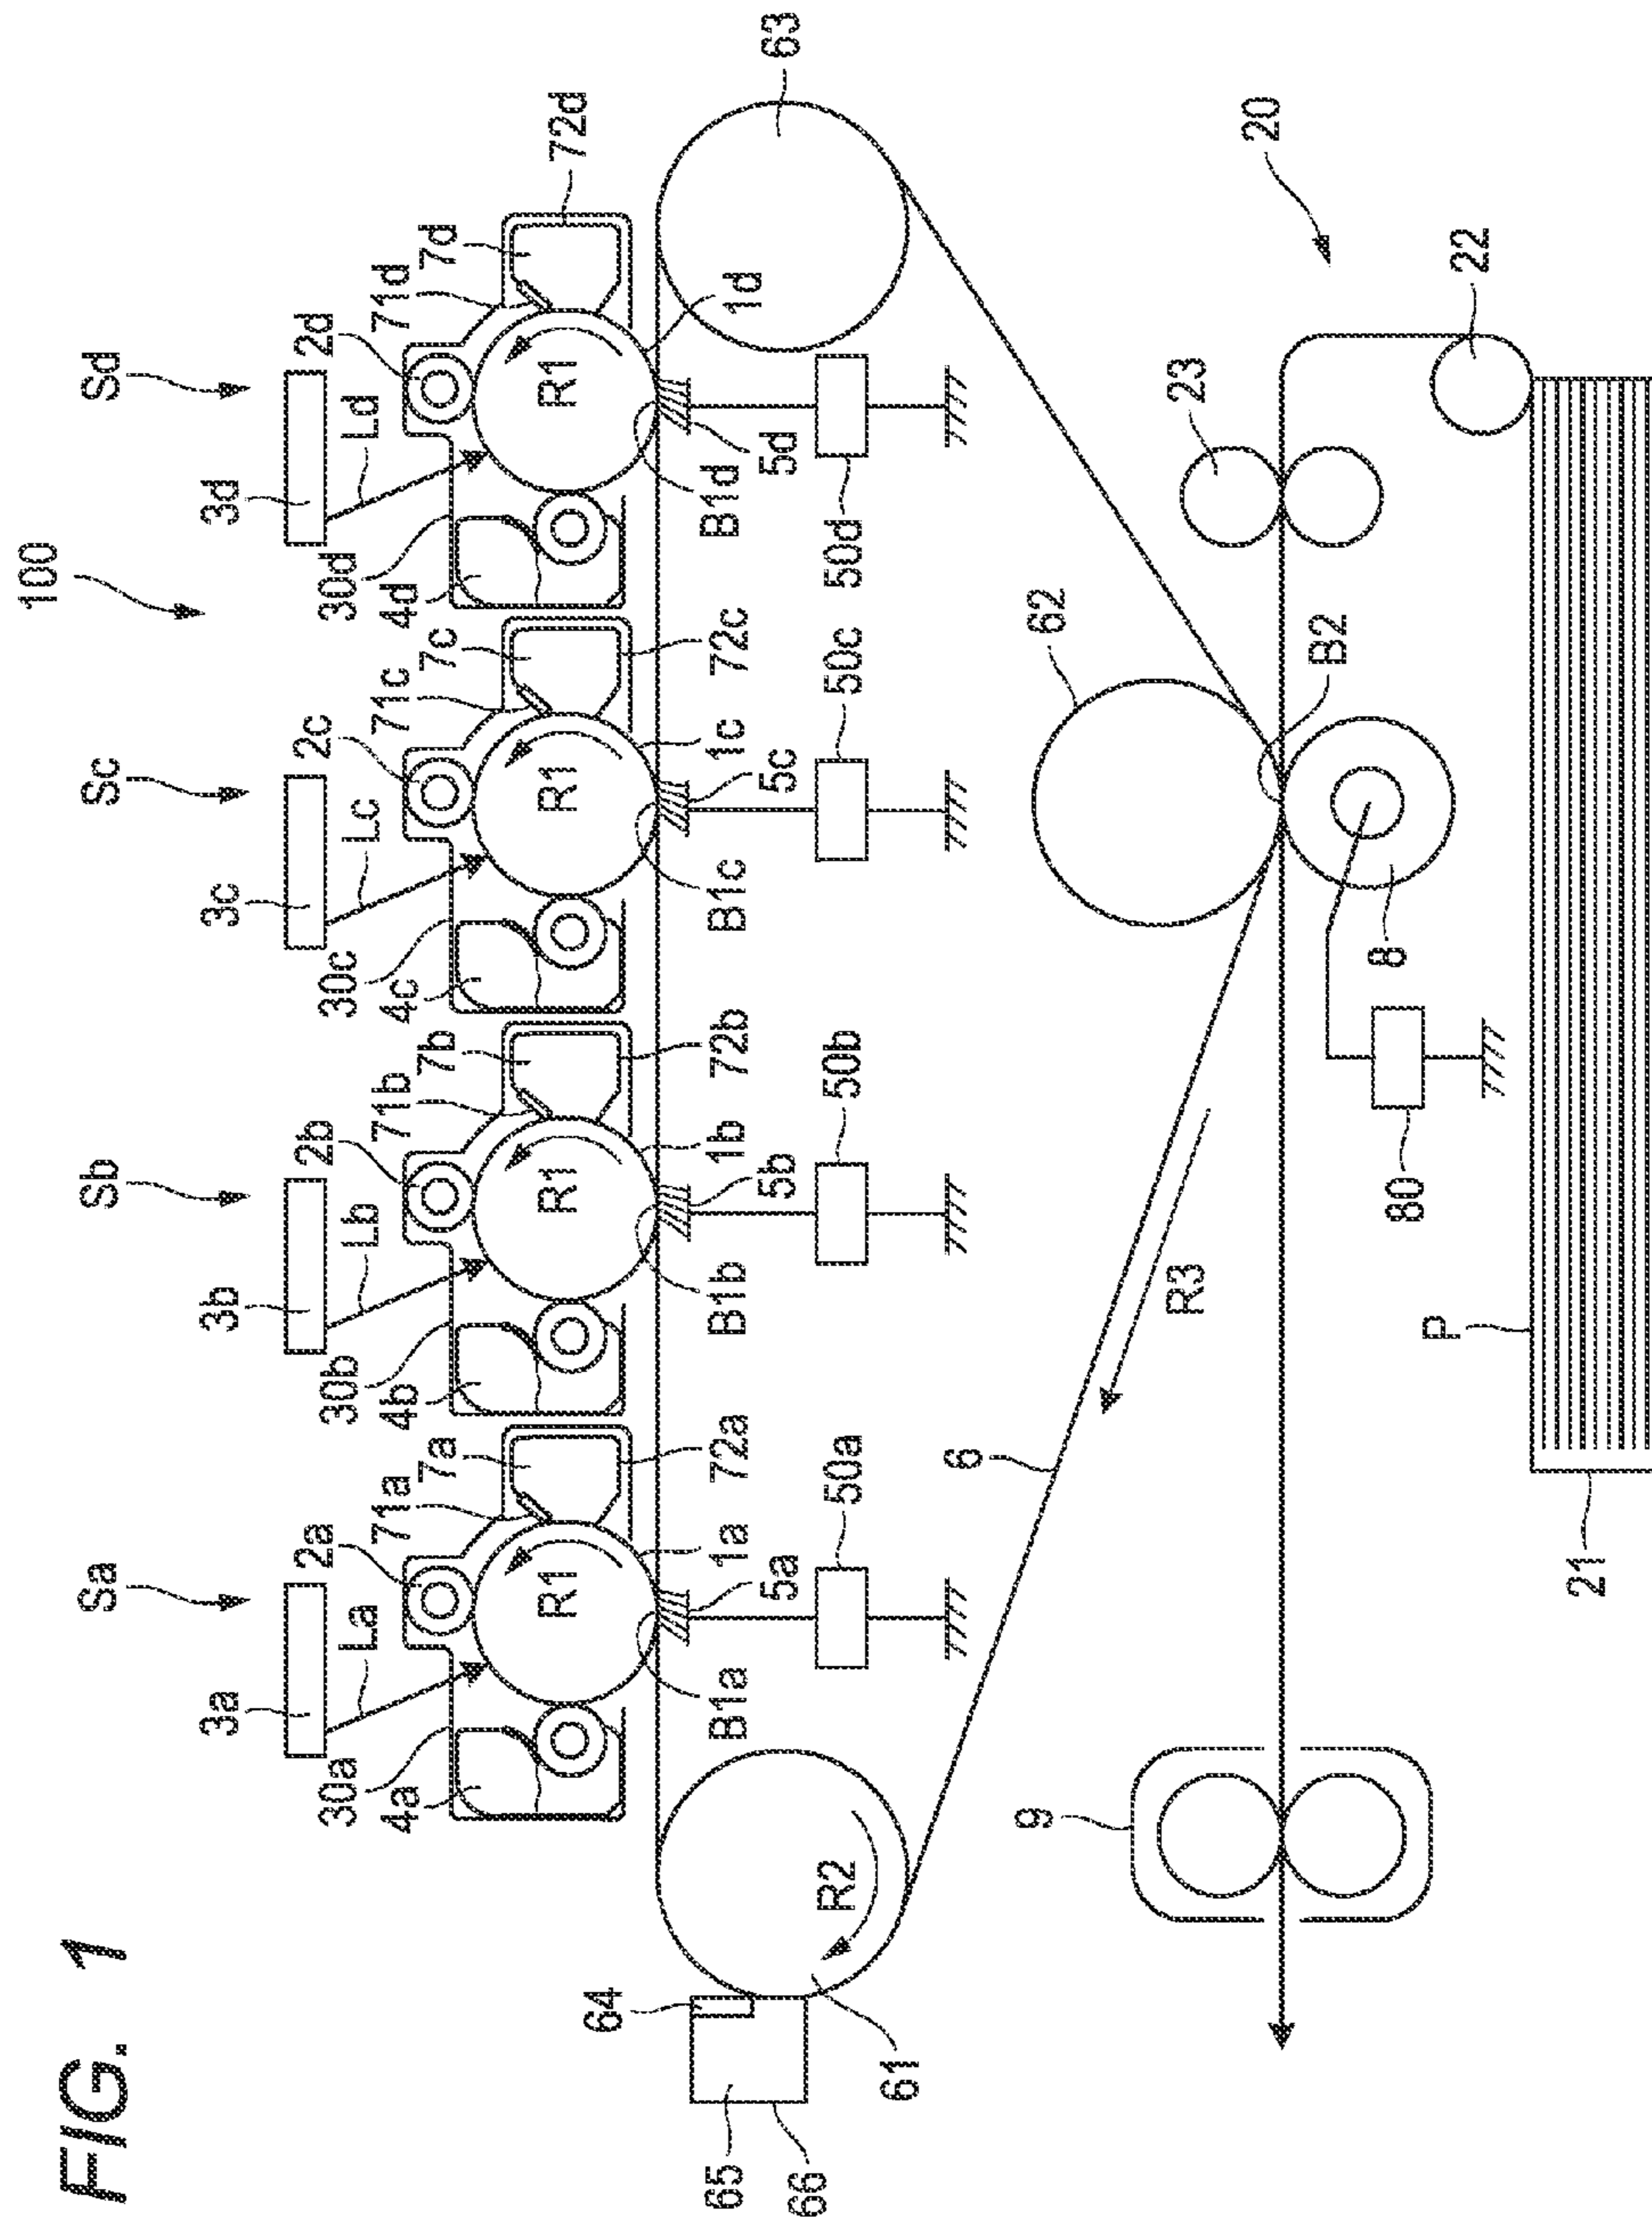 FIG. 1
100
Sa
Sb
Sc
Sd
3a
3b
3c
3d
La
2a
Lb
2b
Lc
2c
Ld
2d
30a
71a
30b
71b
30c
71c
30d
71d
4a
7a
4b
7b
4c
7c
4d
7d
72d
R1
R1
R1
R1
64
65
66
B1a
1a
72a
B1b
1b
72b
B1c
1c
72c
B1d
1d
63
5a
5b
5c
5d
R2
50a
50b
50c
50d
61
6
62
9
R3
23
20
B2
8
80
P
22
21